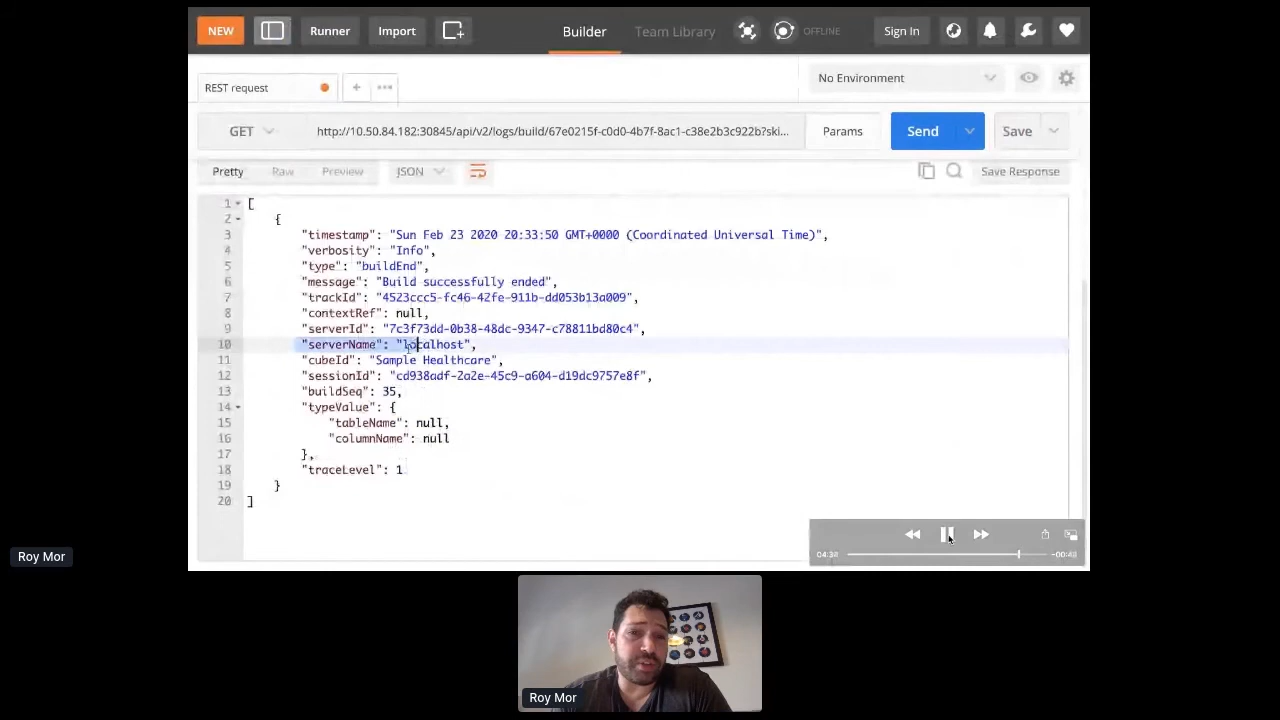 NEW Runner Import Builder Team Library OFFLINE Sign In
REST request + ••• No Environment
GET http://10.50.84.182:30845/api/v2/logs/build/67e0215f-c0d0-4b7f-8ac1-c38e2b3c922b?ski... Params Send Save
Pretty Raw Preview JSON Save Response
1 [
2 {
3 "timestamp": "Sun Feb 23 2020 20:33:50 GMT+0000 (Coordinated Universal Time)",
4 "verbosity": "Info",
5 "type": "buildEnd",
6 "message": "Build successfully ended",
7 "trackId": "4523ccc5-fc46-42fe-911b-dd053b13a009",
8 "contextRef": null,
9 "serverId": "7c3f73dd-0b38-48dc-9347-c78811bd80c4",
10 "serverName": "localhost",
11 "cubeId": "Sample Healthcare",
12 "sessionId": "cd938adf-2a2e-45c9-a604-d19dc9757e8f",
13 "buildSeq": 35,
14 "typeValue": {
15 "tableName": null,
16 "columnName": null
17 },
18 "traceLevel": 1
19 }
20 ]
04:34 -00:48
Roy Mor
Roy Mor